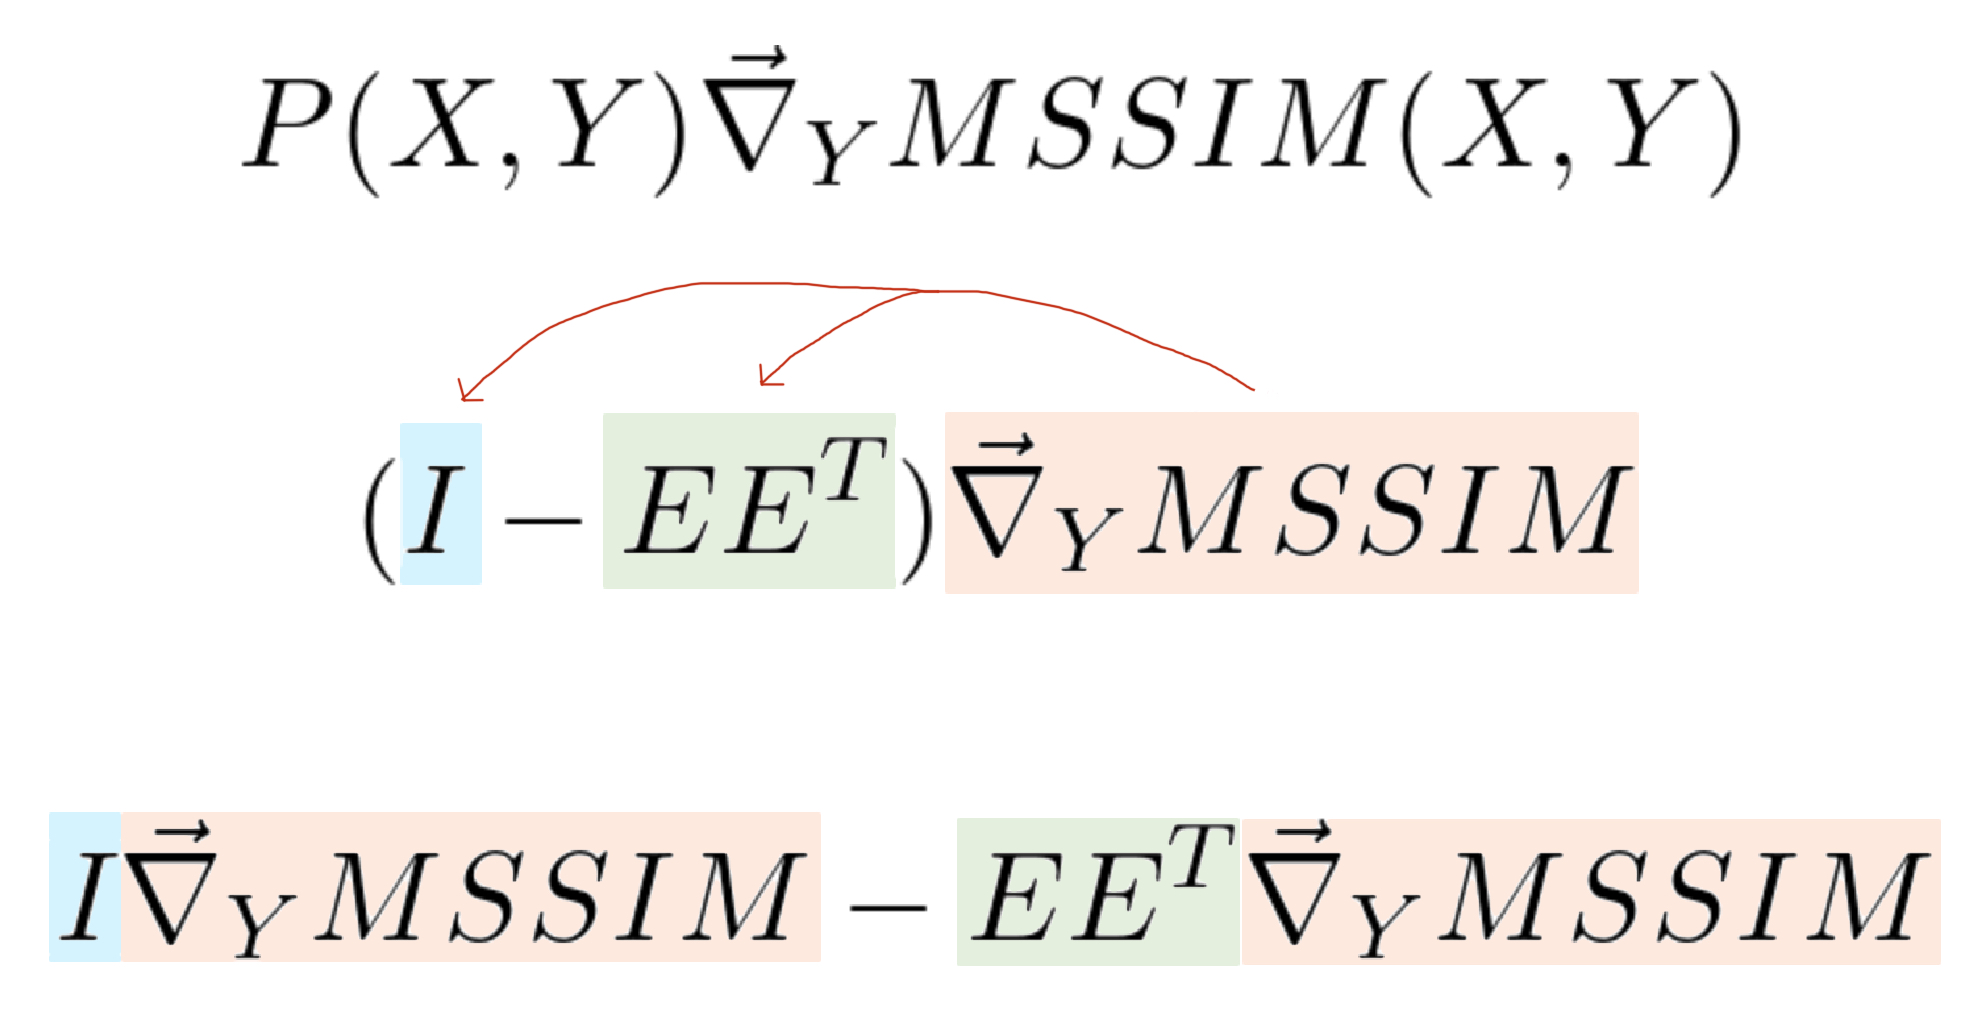 P(X, Y)∇⃗_Y MSSIM(X, Y)
(I − EE^T)∇⃗_Y MSSIM
I∇⃗_Y MSSIM − EE^T∇⃗_Y MSSIM